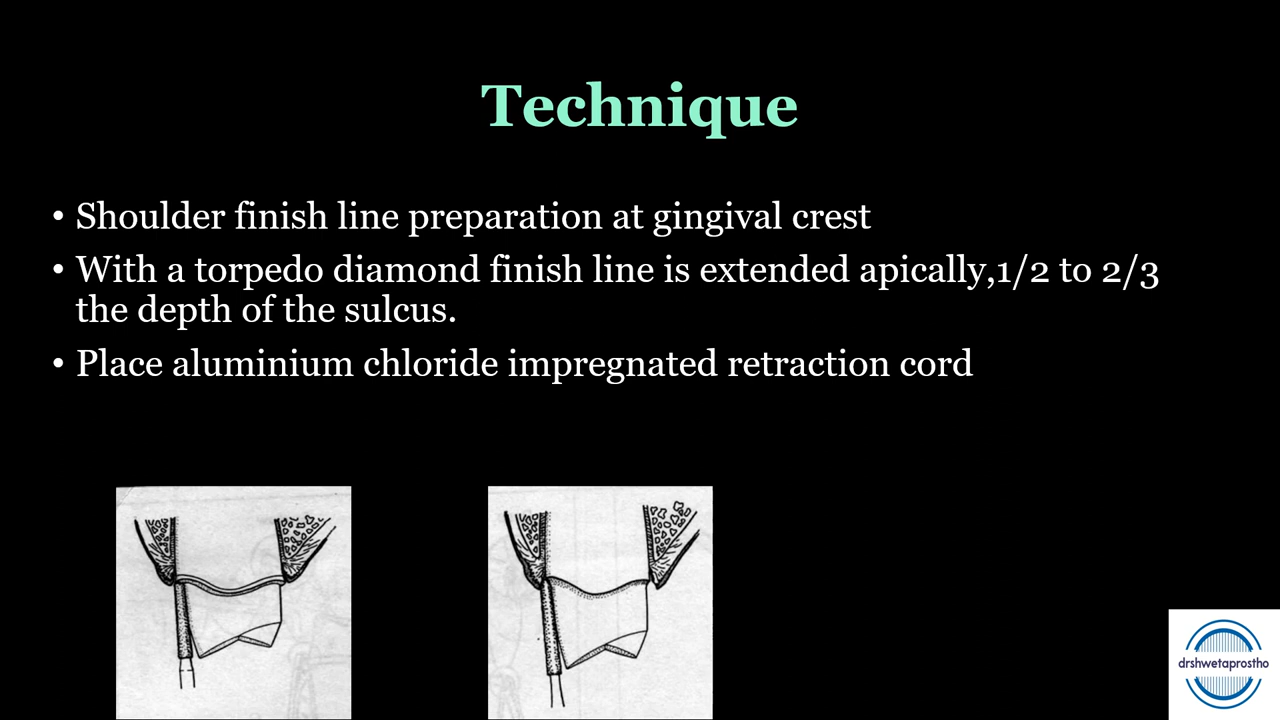 Technique
• Shoulder finish line preparation at gingival crest
• With a torpedo diamond finish line is extended apically,1/2 to 2/3
the depth of the sulcus.
• Place aluminium chloride impregnated retraction cord
drshwetaprostho